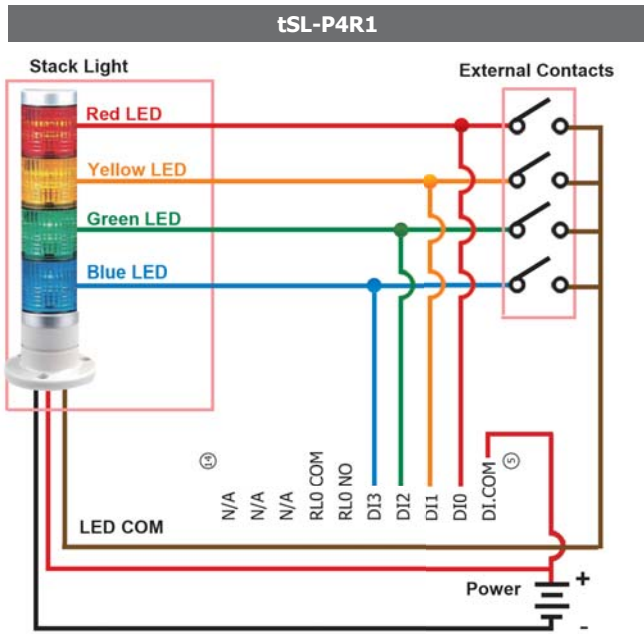 tSL-P4R1
Stack Light
External Contacts
Red LED
Yellow LED
Green LED
Blue LED
14
N/A
N/A
N/A
RL0 COM
RL0 NO
DI3
DI2
DI1
DI0
DI.COM
5
LED COM
Power
+
-